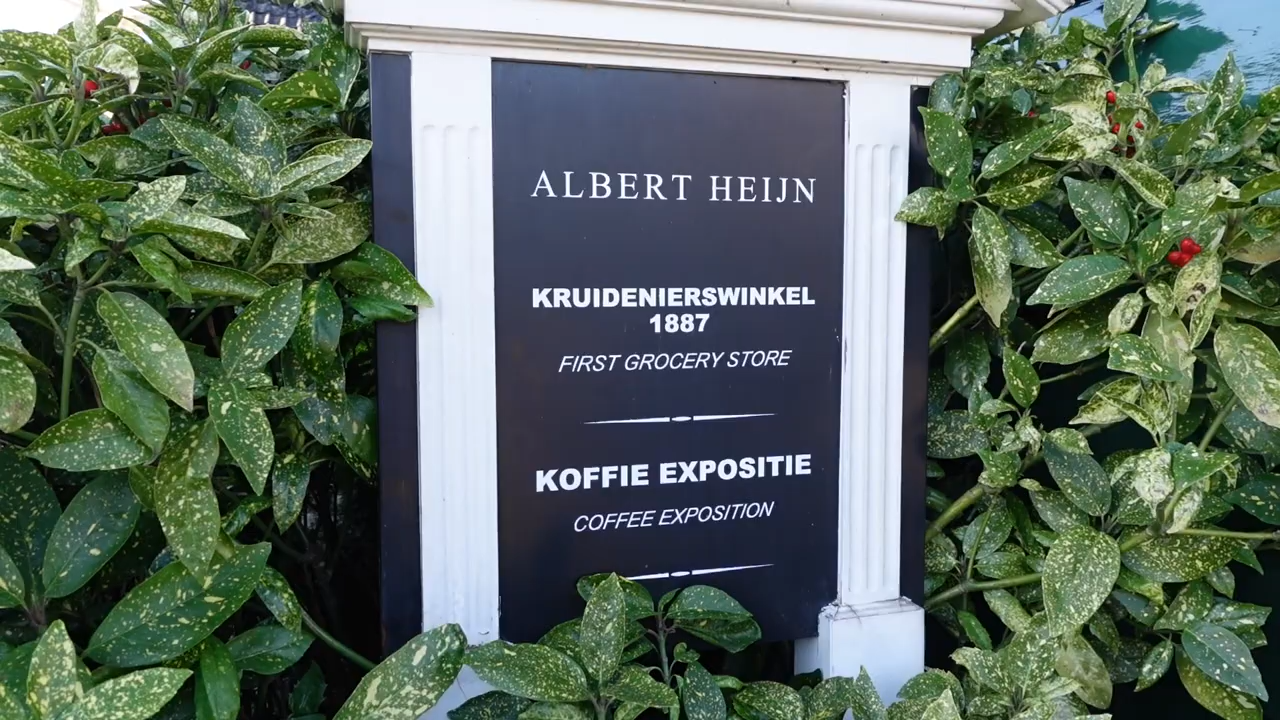 ALBERT HEIJN
KRUIDENIERSWINKEL
1887
FIRST GROCERY STORE
KOFFIE EXPOSITIE
COFFEE EXPOSITION